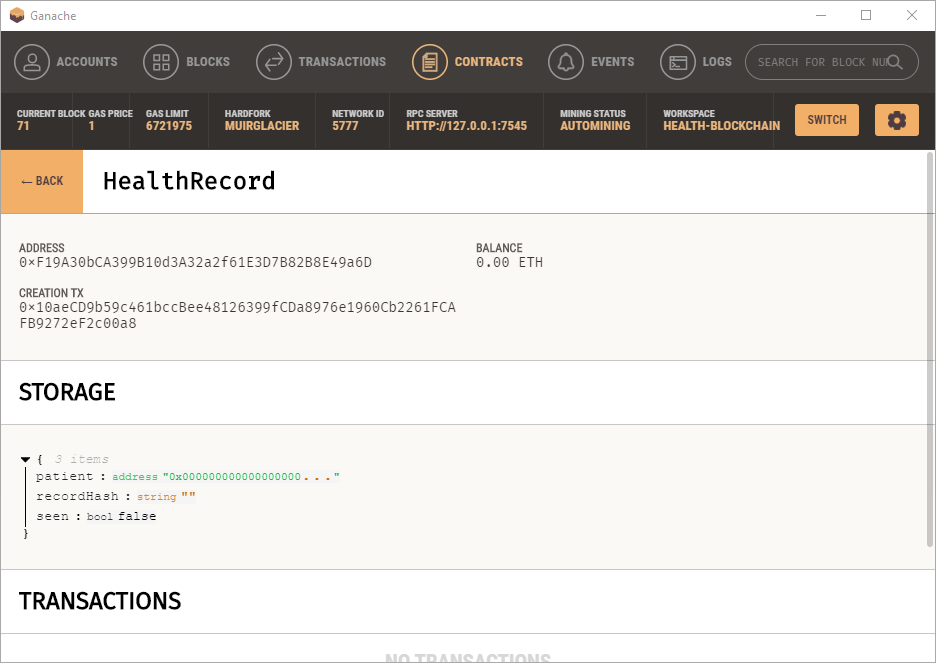 Ganache
ACCOUNTS BLOCKS TRANSACTIONS CONTRACTS EVENTS LOGS SEARCH FOR BLOCK NU
CURRENT BLOCK GAS PRICE GAS LIMIT HARDFORK NETWORK ID RPC SERVER MINING STATUS WORKSPACE
71 1 6721975 MUIRGLACIER 5777 HTTP://127.0.0.1:7545 AUTOMINING HEALTH-BLOCKCHAIN SWITCH
← BACK HealthRecord
ADDRESS BALANCE
0×F19A30bCA399B10d3A32a2f61E3D7B82B8E49a6D 0.00 ETH
CREATION TX
0×10aeCD9b59c461bccBee48126399fCDa8976e1960Cb2261FCA
FB9272eF2c00a8
STORAGE
{ 3 items
patient : address "0x000000000000000000..."
recordHash : string ""
seen : bool false
}
TRANSACTIONS
NO TRANSACTIONS